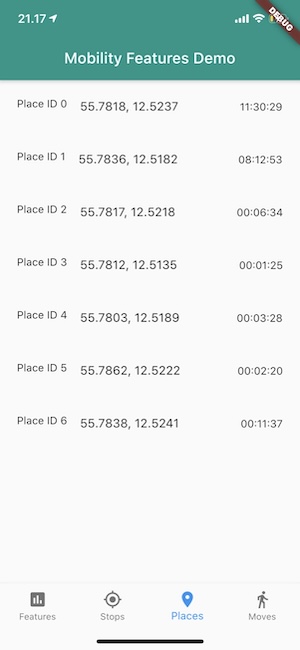 21.17
DEBUG
Mobility Features Demo
Place ID 0 55.7818, 12.5237 11:30:29
Place ID 1 55.7836, 12.5182 08:12:53
Place ID 2 55.7817, 12.5218 00:06:34
Place ID 3 55.7812, 12.5135 00:01:25
Place ID 4 55.7803, 12.5189 00:03:28
Place ID 5 55.7862, 12.5222 00:02:20
Place ID 6 55.7838, 12.5241 00:11:37
Features Stops Places Moves